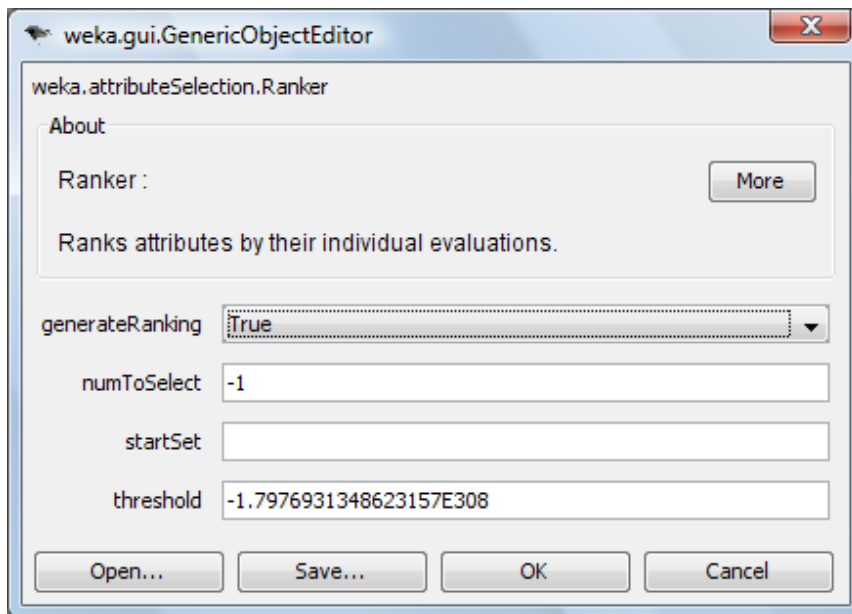 weka.gui.GenericObjectEditor
X
weka.attributeSelection.Ranker
About
Ranker :
More
Ranks attributes by their individual evaluations.
generateRanking True
numToSelect -1
startSet
threshold -1.7976931348623157E308
Open... Save... OK Cancel